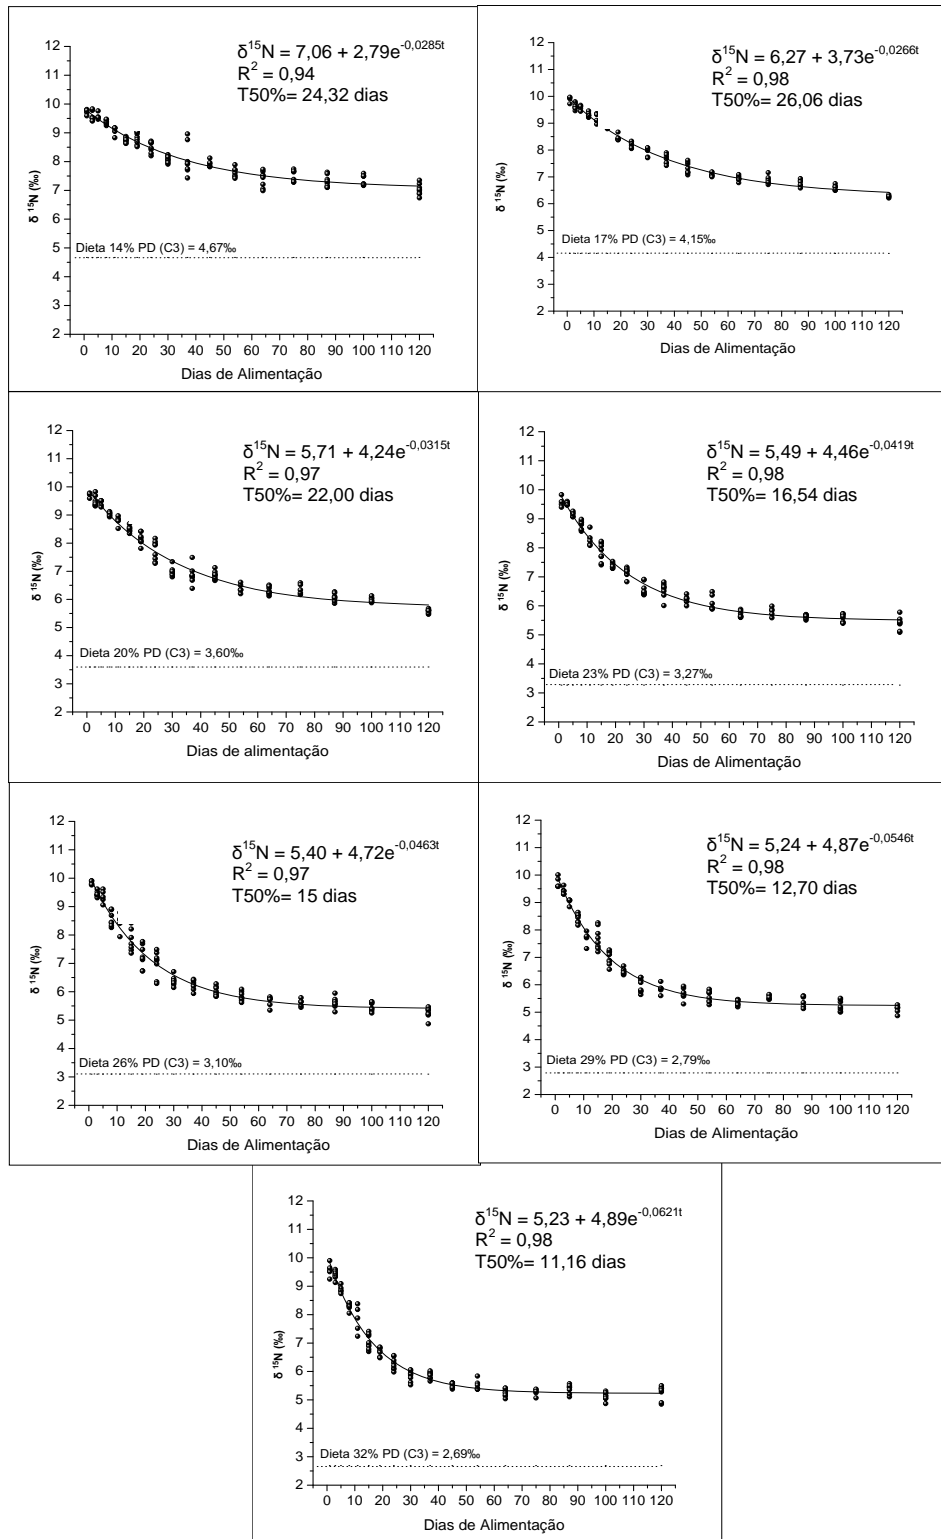 δ¹⁵N = 7,06 + 2,79e⁻⁰,⁰²⁸⁵ᵗ
R² = 0,94
T50%= 24,32 dias
12
11
10
9
8
7
6
5
4
3
2
δ ¹⁵N (‰)
Dieta 14% PD (C3) = 4,67‰
0 10 20 30 40 50 60 70 80 90 100 110 120
Dias de Alimentação
δ¹⁵N = 6,27 + 3,73e⁻⁰,⁰²⁶⁶ᵗ
R² = 0,98
T50%= 26,06 dias
12
11
10
9
8
7
6
5
4
3
2
δ ¹⁵N (‰)
Dieta 17% PD (C3) = 4,15‰
0 10 20 30 40 50 60 70 80 90 100 110 120
Dias de Alimentação
δ¹⁵N = 5,71 + 4,24e⁻⁰,⁰³¹⁵ᵗ
R² = 0,97
T50%= 22,00 dias
12
11
10
9
8
7
6
5
4
3
2
δ ¹⁵N (‰)
Dieta 20% PD (C3) = 3,60‰
0 10 20 30 40 50 60 70 80 90 100 110 120
Dias de alimentação
δ¹⁵N = 5,49 + 4,46e⁻⁰,⁰⁴¹⁹ᵗ
R² = 0,98
T50%= 16,54 dias
12
11
10
9
8
7
6
5
4
3
2
δ ¹⁵N (‰)
Dieta 23% PD (C3) = 3,27‰
0 10 20 30 40 50 60 70 80 90 100 110 120
Dias de Alimentação
δ¹⁵N = 5,40 + 4,72e⁻⁰,⁰⁴⁶³ᵗ
R² = 0,97
T50%= 15 dias
12
11
10
9
8
7
6
5
4
3
2
δ ¹⁵N (‰)
Dieta 26% PD (C3) = 3,10‰
0 10 20 30 40 50 60 70 80 90 100 110 120
Dias de Alimentação
δ¹⁵N = 5,24 + 4,87e⁻⁰,⁰⁵⁴⁶ᵗ
R² = 0,98
T50%= 12,70 dias
12
11
10
9
8
7
6
5
4
3
2
δ ¹⁵N (‰)
Dieta 29% PD (C3) = 2,79‰
0 10 20 30 40 50 60 70 80 90 100 110 120
Dias de Alimentação
δ¹⁵N = 5,23 + 4,89e⁻⁰,⁰⁶²¹ᵗ
R² = 0,98
T50%= 11,16 dias
12
11
10
9
8
7
6
5
4
3
2
δ ¹⁵N (‰)
Dieta 32% PD (C3) = 2,69‰
0 10 20 30 40 50 60 70 80 90 100 110 120
Dias de Alimentação